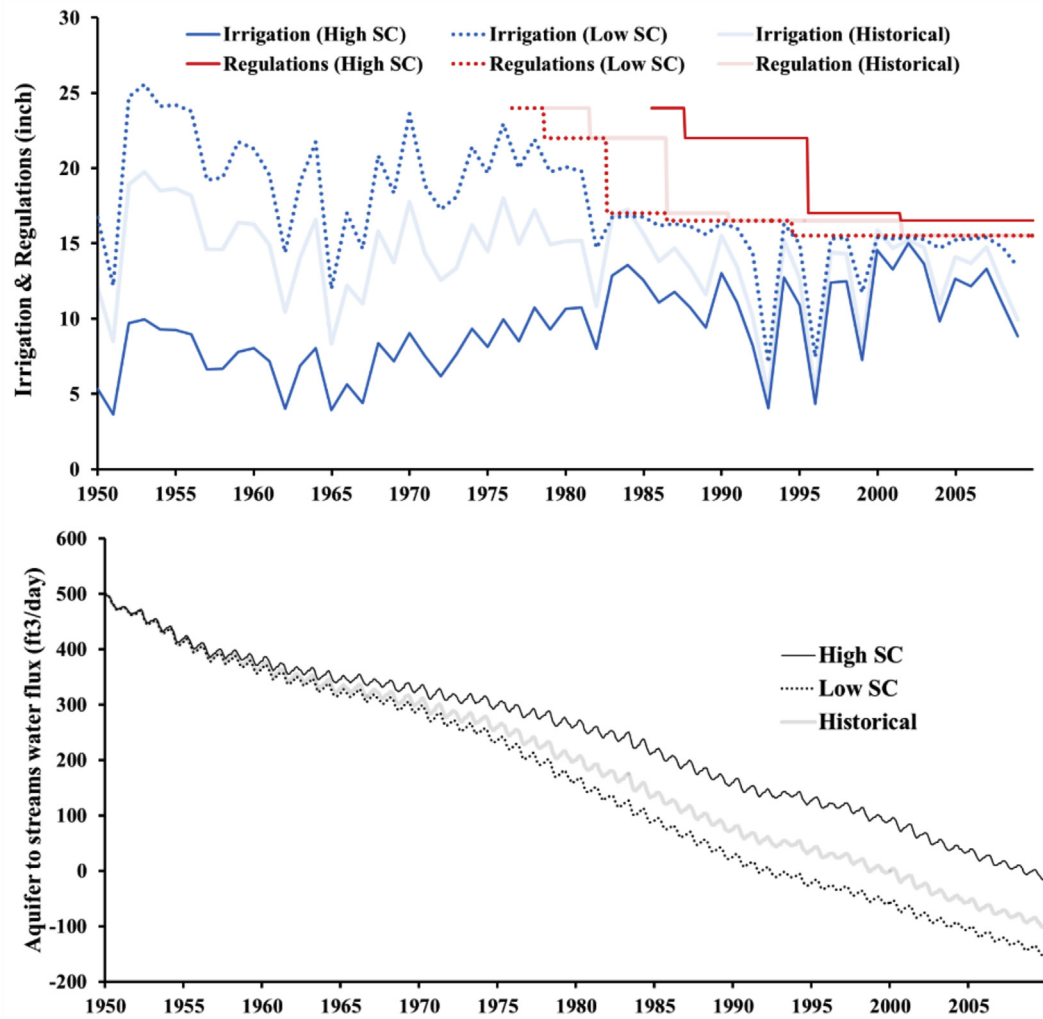 30
Irrigation (High SC) Irrigation (Low SC) Irrigation (Historical)
Regulations (High SC) Regulations (Low SC) Regulation (Historical)
25
20
15
10
5
0
Irrigation & Regulations (inch)
1950 1955 1960 1965 1970 1975 1980 1985 1990 1995 2000 2005
600
500
400
300
200
100
0
-100
-200
Aquifer to streams water flux (ft3/day)
High SC
Low SC
Historical
1950 1955 1960 1965 1970 1975 1980 1985 1990 1995 2000 2005